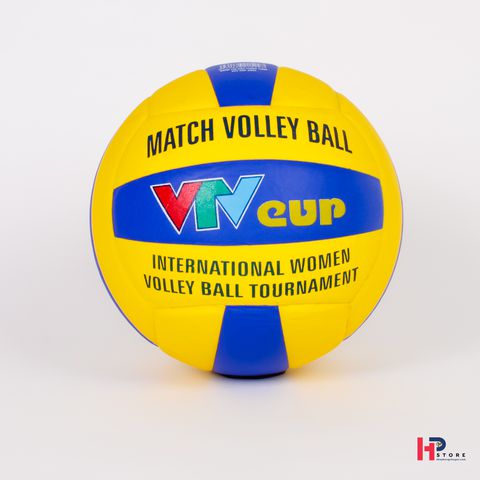 MATCH VOLLEY BALL
VTV cup
INTERNATIONAL WOMEN
VOLLEY BALL TOURNAMENT
HP
STORE